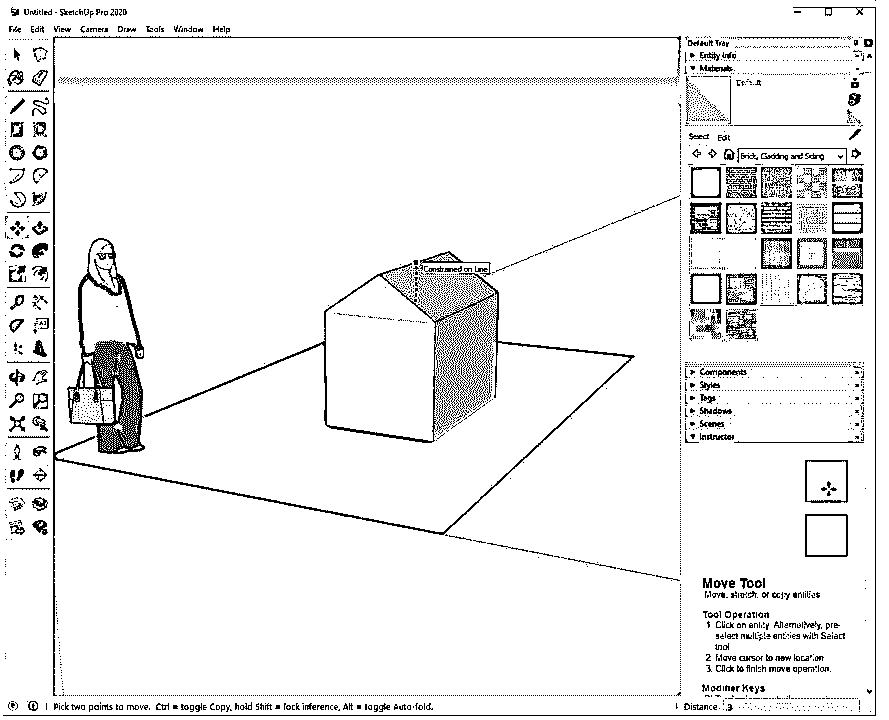 Untitled - SketchUp Pro 2020
File Edit View Camera Draw Tools Window Help
Default Tray
Entity Info
Materials
Default
Select Edit
Brick, Cladding and Siding
Constrained on Line
Components
Styles
Tags
Shadows
Scenes
Instructor
Move Tool
Move, stretch, or copy entities
Tool Operation
1 Click on entity Alternatively, pre-
select multiple entities with Select
tool
2 Move cursor to new location
3. Click to finish move operation.
Modifier Keys
Pick two points to move. Ctrl = toggle Copy, hold Shift = lock inference, Alt = toggle Auto-fold.
Distance 3